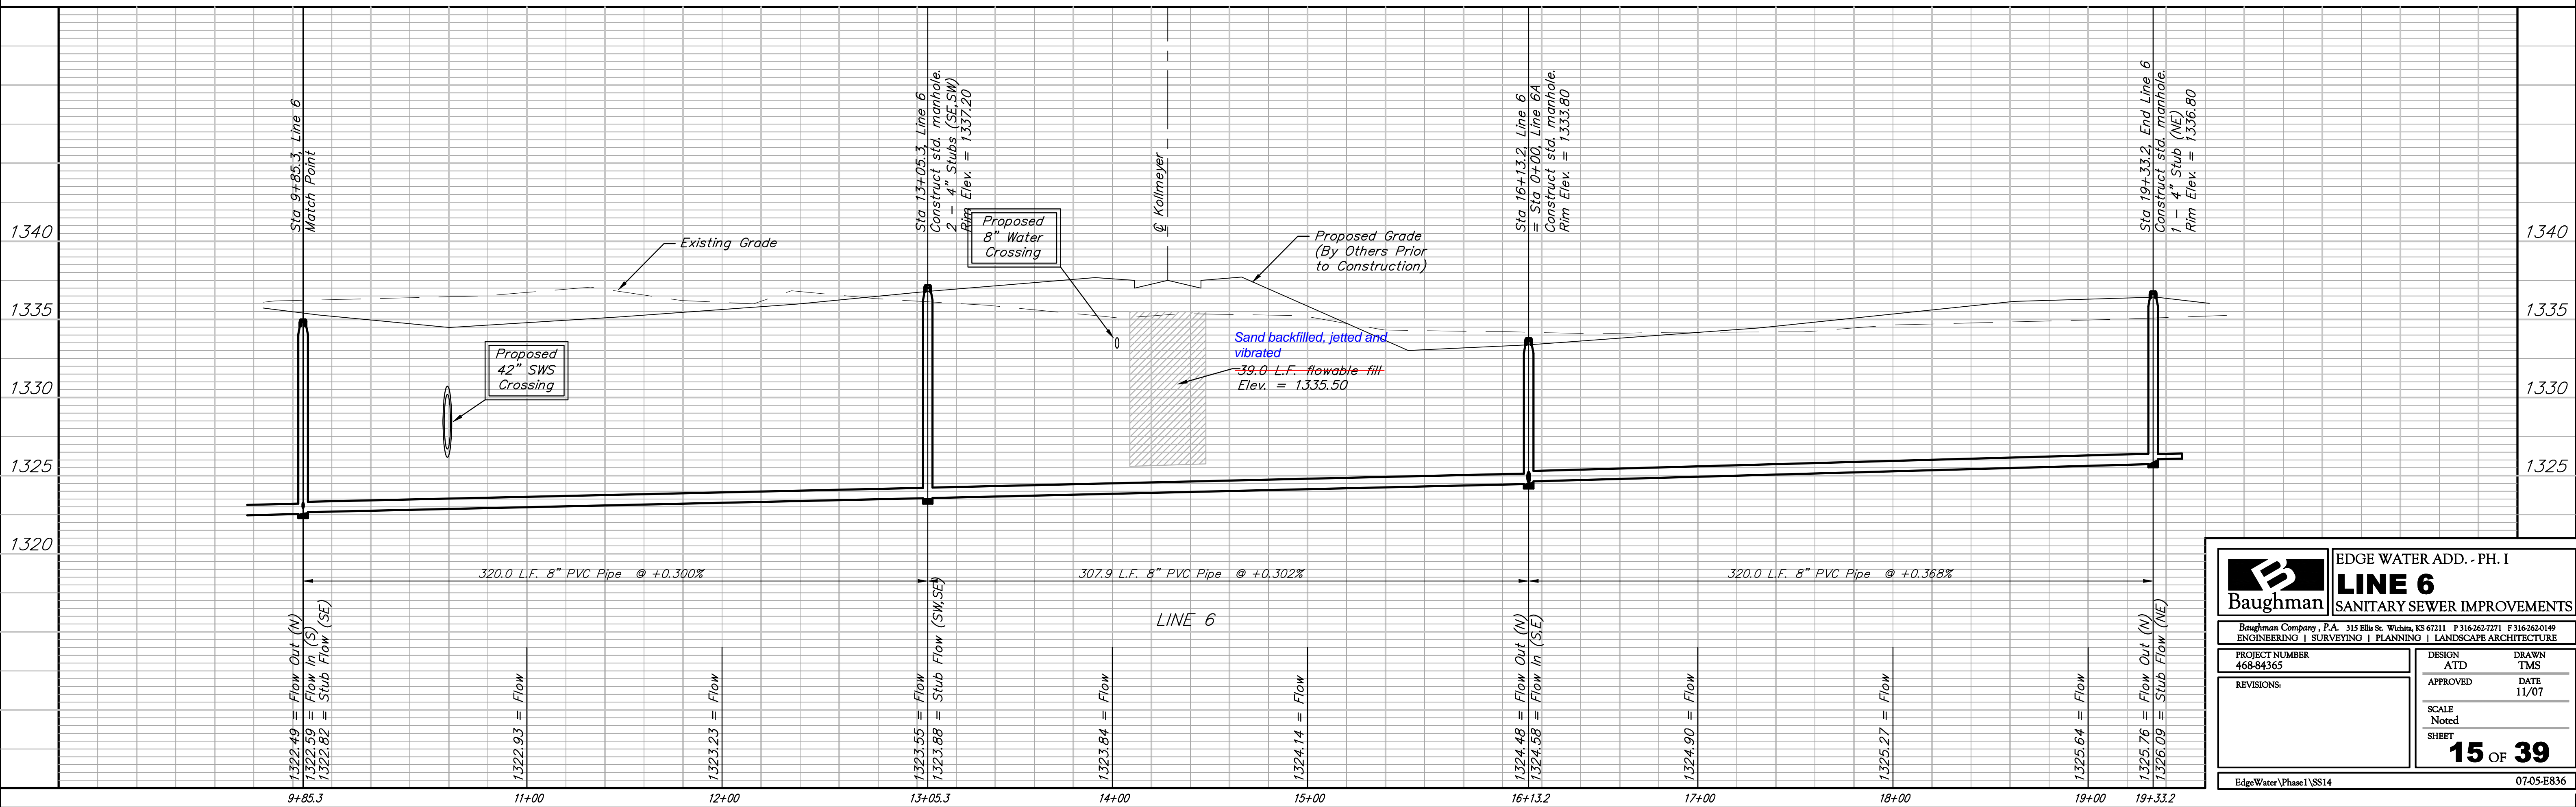 Sta 9+85.3, Line 6
Match Point
Sta 13+05.3, Line 6
Construct std. manhole.
2 - 4" Stubs (SE,SW)
Rim Elev. = 1337.20
℄ Kollmeyer
Sta 16+13.2, Line 6
= Sta 0+00, Line 6A
Construct std. manhole.
Rim Elev. = 1333.80
Sta 19+33.2, End Line 6
Construct std. manhole.
1 - 4" Stub (NE)
Rim Elev. = 1336.80
1340
1335
1330
1325
1320
Existing Grade
Proposed
8" Water
Crossing
Proposed Grade
(By Others Prior
to Construction)
Proposed
42" SWS
Crossing
Sand backfilled, jetted and
vibrated
39.0 L.F. flowable fill
Elev. = 1335.50
1340
1335
1330
1325
320.0 L.F. 8" PVC Pipe @ +0.300%
307.9 L.F. 8" PVC Pipe @ +0.302%
320.0 L.F. 8" PVC Pipe @ +0.368%
LINE 6
1322.49 = Flow Out (N)
1322.59 = Flow In (S)
1322.82 = Stub Flow (SE)
1322.93 = Flow
1323.23 = Flow
1323.55 = Flow
1323.88 = Stub Flow (SW,SE)
1323.84 = Flow
1324.14 = Flow
1324.48 = Flow Out (N)
1324.58 = Flow In (S,E)
1324.90 = Flow
1325.27 = Flow
1325.64 = Flow
1325.76 = Flow Out (N)
1326.09 = Stub Flow (NE)
9+85.3
11+00
12+00
13+05.3
14+00
15+00
16+13.2
17+00
18+00
19+00
19+33.2
B
Baughman
EDGE WATER ADD. - PH. I
LINE 6
SANITARY SEWER IMPROVEMENTS
Baughman Company, P.A. 315 Ellis St. Wichita, KS 67211 P 316-262-7271 F 316-262-0149
ENGINEERING | SURVEYING | PLANNING | LANDSCAPE ARCHITECTURE
PROJECT NUMBER
468-84365
DESIGN
ATD
DRAWN
TMS
REVISIONS:
APPROVED
DATE
11/07
SCALE
Noted
SHEET
15 OF 39
EdgeWater\Phase1\SS14
07-05-E836